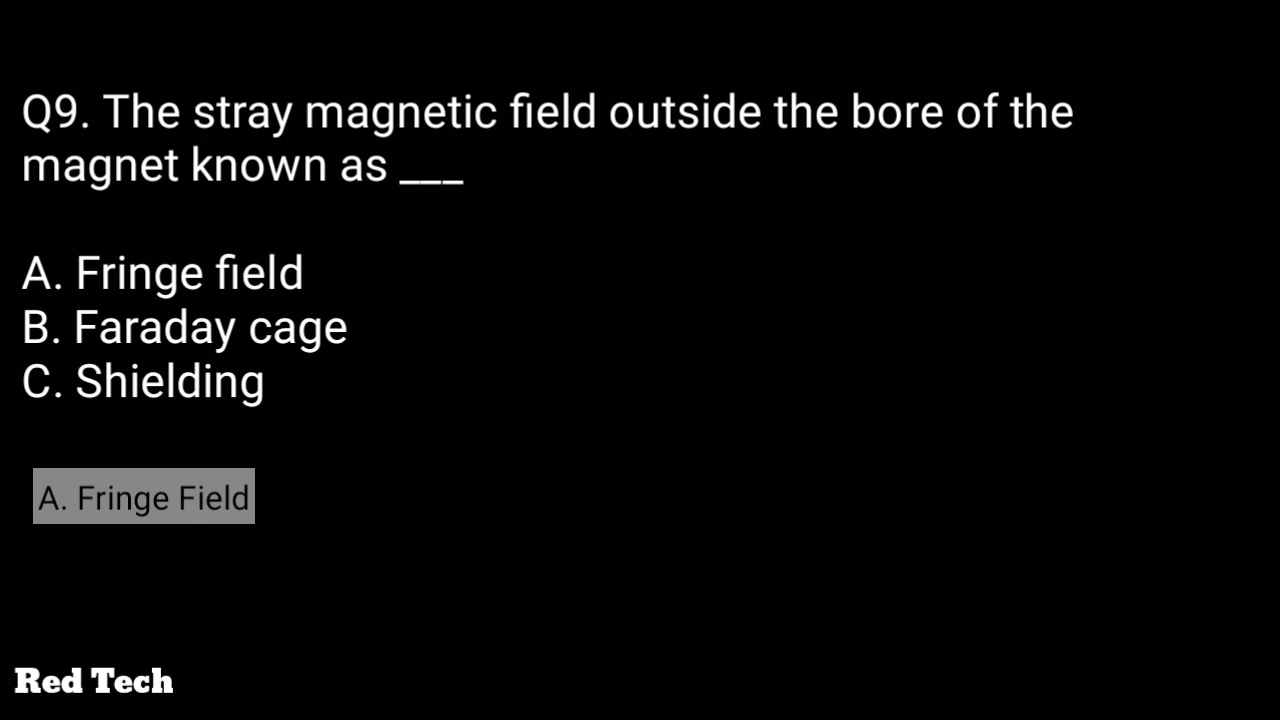 Q9. The stray magnetic field outside the bore of the
magnet known as ___
A. Fringe field
B. Faraday cage
C. Shielding
A. Fringe Field
Red Tech